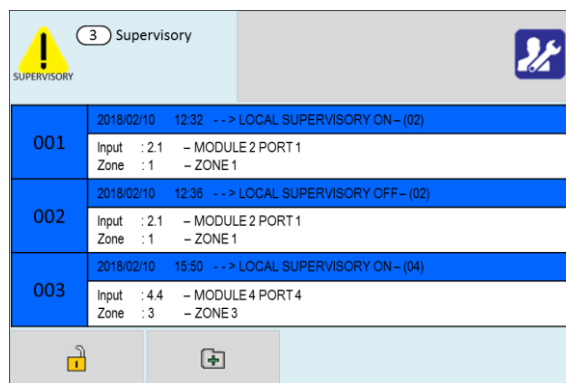 3 Supervisory
SUPERVISORY
001
2018/02/10 12:32 --> LOCAL SUPERVISORY ON – (02)
Input : 2.1 – MODULE 2 PORT 1
Zone : 1 – ZONE 1
002
2018/02/10 12:36 --> LOCAL SUPERVISORY OFF – (02)
Input : 2.1 – MODULE 2 PORT 1
Zone : 1 – ZONE 1
003
2018/02/10 15:50 --> LOCAL SUPERVISORY ON – (04)
Input : 4.4 – MODULE 4 PORT 4
Zone : 3 – ZONE 3